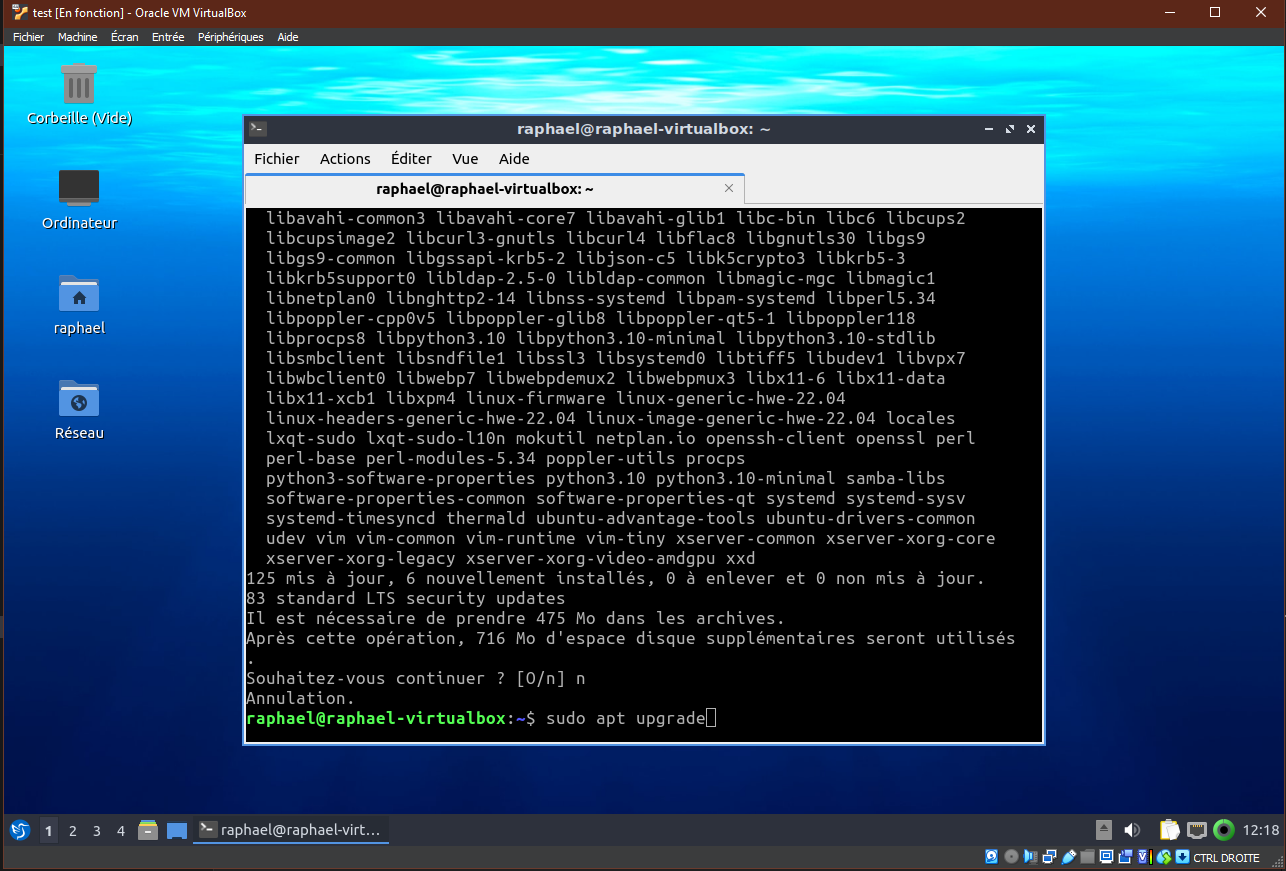 test [En fonction] - Oracle VM VirtualBox
Fichier Machine Écran Entrée Périphériques Aide
Corbeille (Vide)
Ordinateur
raphael
Réseau
raphael@raphael-virtualbox: ~
Fichier Actions Éditer Vue Aide
raphael@raphael-virtualbox: ~
libavahi-common3 libavahi-core7 libavahi-glib1 libc-bin libc6 libcups2
libcupsimage2 libcurl3-gnutls libcurl4 libflac8 libgnutls30 libgs9
libgs9-common libgssapi-krb5-2 libjson-c5 libk5crypto3 libkrb5-3
libkrb5support0 libldap-2.5-0 libldap-common libmagic-mgc libmagic1
libnetplan0 libnghttp2-14 libnss-systemd libpam-systemd libperl5.34
libpoppler-cpp0v5 libpoppler-glib8 libpoppler-qt5-1 libpoppler118
libprocps8 libpython3.10 libpython3.10-minimal libpython3.10-stdlib
libsmbclient libsndfile1 libssl3 libsystemd0 libtiff5 libudev1 libvpx7
libwbclient0 libwebp7 libwebpdemux2 libwebpmux3 libx11-6 libx11-data
libx11-xcb1 libxpm4 linux-firmware linux-generic-hwe-22.04
linux-headers-generic-hwe-22.04 linux-image-generic-hwe-22.04 locales
lxqt-sudo lxqt-sudo-l10n mokutil netplan.io openssh-client openssl perl
perl-base perl-modules-5.34 poppler-utils procps
python3-software-properties python3.10 python3.10-minimal samba-libs
software-properties-common software-properties-qt systemd systemd-sysv
systemd-timesyncd thermald ubuntu-advantage-tools ubuntu-drivers-common
udev vim vim-common vim-runtime vim-tiny xserver-common xserver-xorg-core
xserver-xorg-legacy xserver-xorg-video-amdgpu xxd
125 mis à jour, 6 nouvellement installés, 0 à enlever et 0 non mis à jour.
83 standard LTS security updates
Il est nécessaire de prendre 475 Mo dans les archives.
Après cette opération, 716 Mo d'espace disque supplémentaires seront utilisés
.
Souhaitez-vous continuer ? [O/n] n
Annulation.
raphael@raphael-virtualbox:~$ sudo apt upgrade
1 2 3 4 raphael@raphael-virt... 12:18
CTRL DROITE